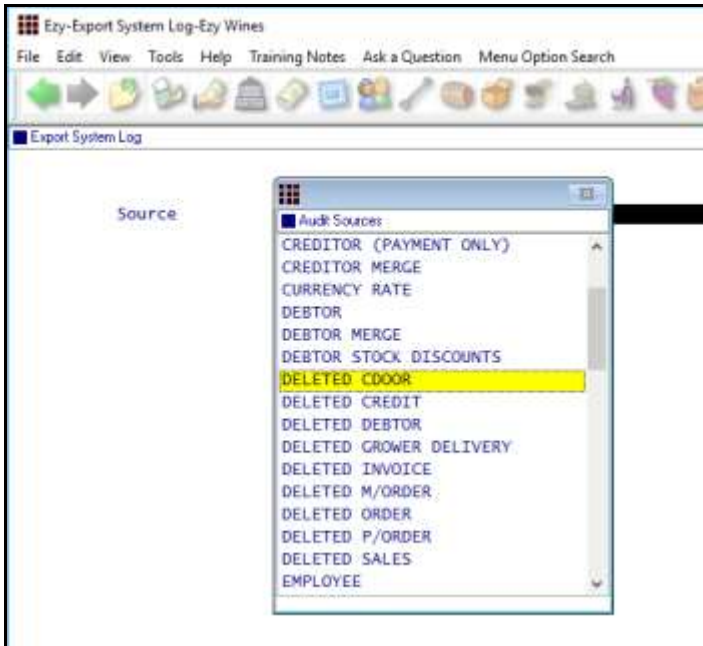 Ezy-Export System Log-Ezy Wines
File Edit View Tools Help Training Notes Ask a Question Menu Option Search
Export System Log
Source
Audit Sources
CREDITOR (PAYMENT ONLY)
CREDITOR MERGE
CURRENCY RATE
DEBTOR
DEBTOR MERGE
DEBTOR STOCK DISCOUNTS
DELETED CDOOR
DELETED CREDIT
DELETED DEBTOR
DELETED GROWER DELIVERY
DELETED INVOICE
DELETED M/ORDER
DELETED ORDER
DELETED P/ORDER
DELETED SALES
EMPLOYEE